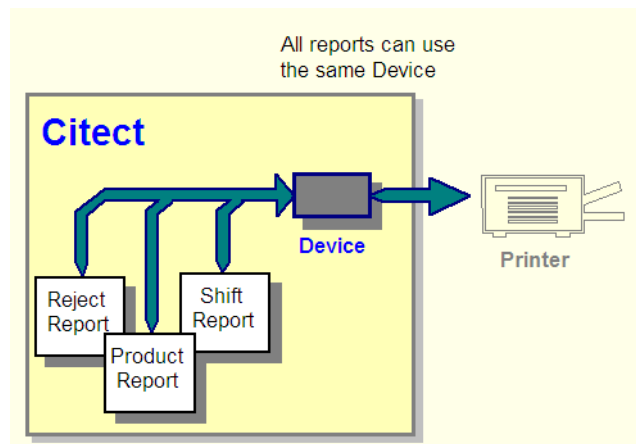 All reports can use
the same Device
Citect
Device
Printer
Reject
Report
Shift
Report
Product
Report